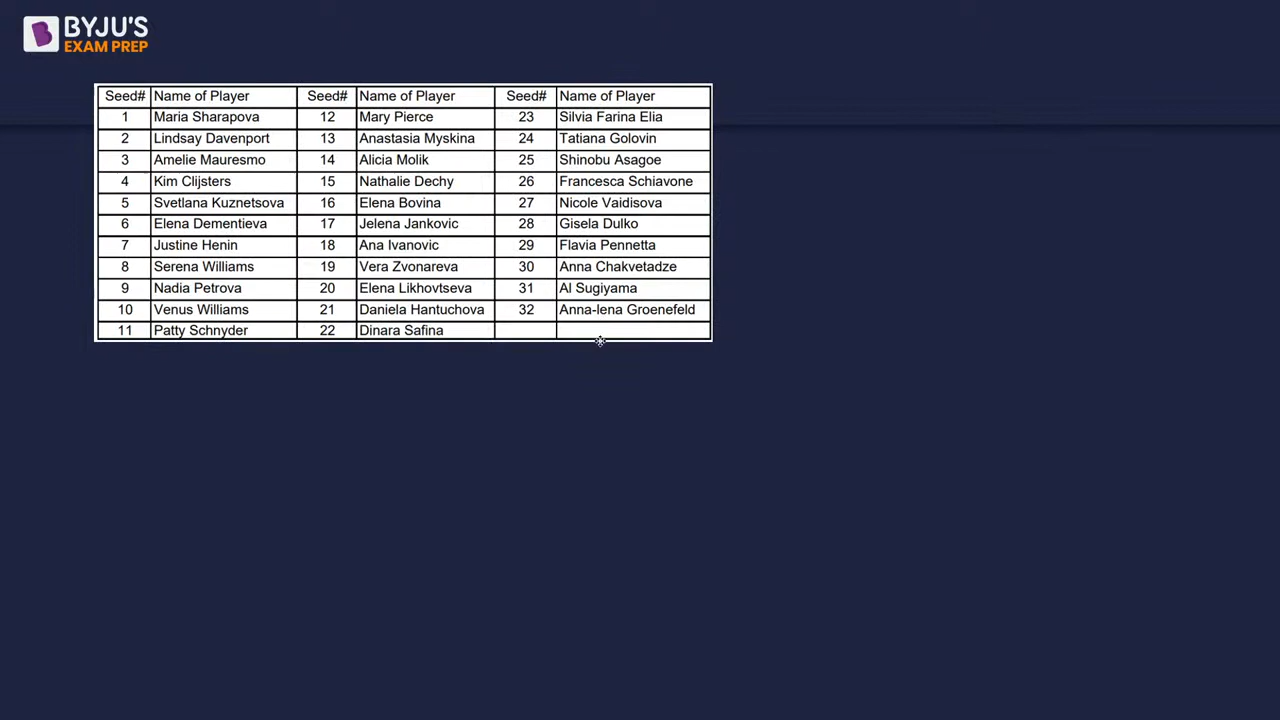 BYJU'S
EXAM PREP
Seed# Name of Player Seed# Name of Player Seed# Name of Player
1 Maria Sharapova 12 Mary Pierce 23 Silvia Farina Elia
2 Lindsay Davenport 13 Anastasia Myskina 24 Tatiana Golovin
3 Amelie Mauresmo 14 Alicia Molik 25 Shinobu Asagoe
4 Kim Clijsters 15 Nathalie Dechy 26 Francesca Schiavone
5 Svetlana Kuznetsova 16 Elena Bovina 27 Nicole Vaidisova
6 Elena Dementieva 17 Jelena Jankovic 28 Gisela Dulko
7 Justine Henin 18 Ana Ivanovic 29 Flavia Pennetta
8 Serena Williams 19 Vera Zvonareva 30 Anna Chakvetadze
9 Nadia Petrova 20 Elena Likhovtseva 31 Al Sugiyama
10 Venus Williams 21 Daniela Hantuchova 32 Anna-lena Groenefeld
11 Patty Schnyder 22 Dinara Safina